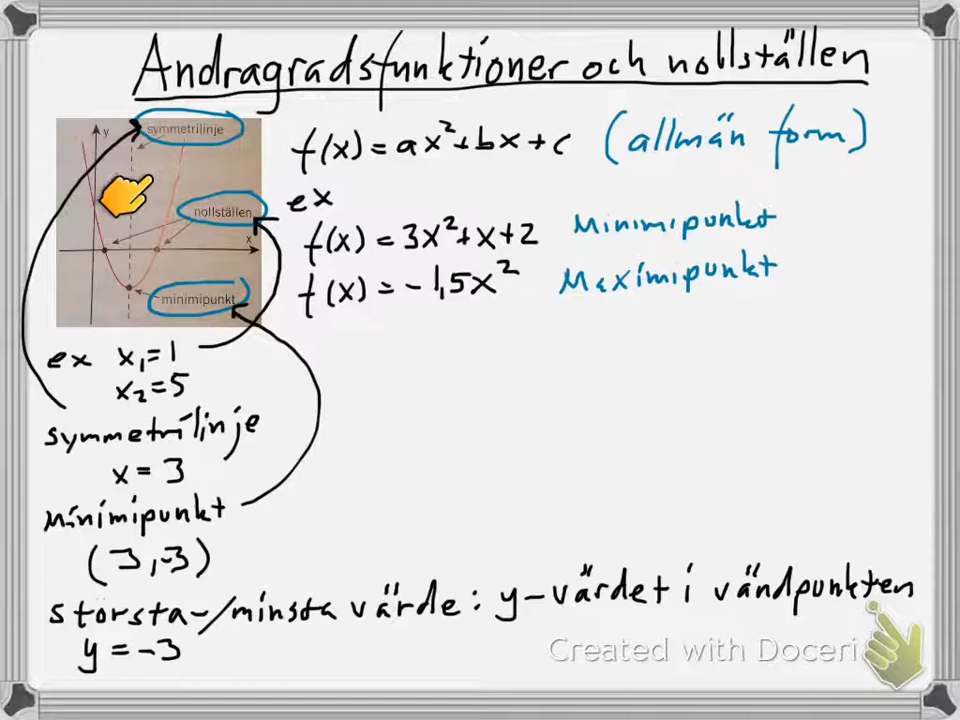 Andragradsfunktioner och nollställen
y
symmetrilinje
nollställen
x
minimipunkt
f(x) = ax²+bx+c (allmän form)
ex
f(x) = 3x²+x+2 Minimipunkt
f(x) = -1,5x² Maximipunkt
ex x₁=1
x₂=5
symmetrilinje
x = 3
Minimipunkt
(3,-3)
största-/minsta värde: y-värdet i vändpunkten
y = -3
Created with Doceri